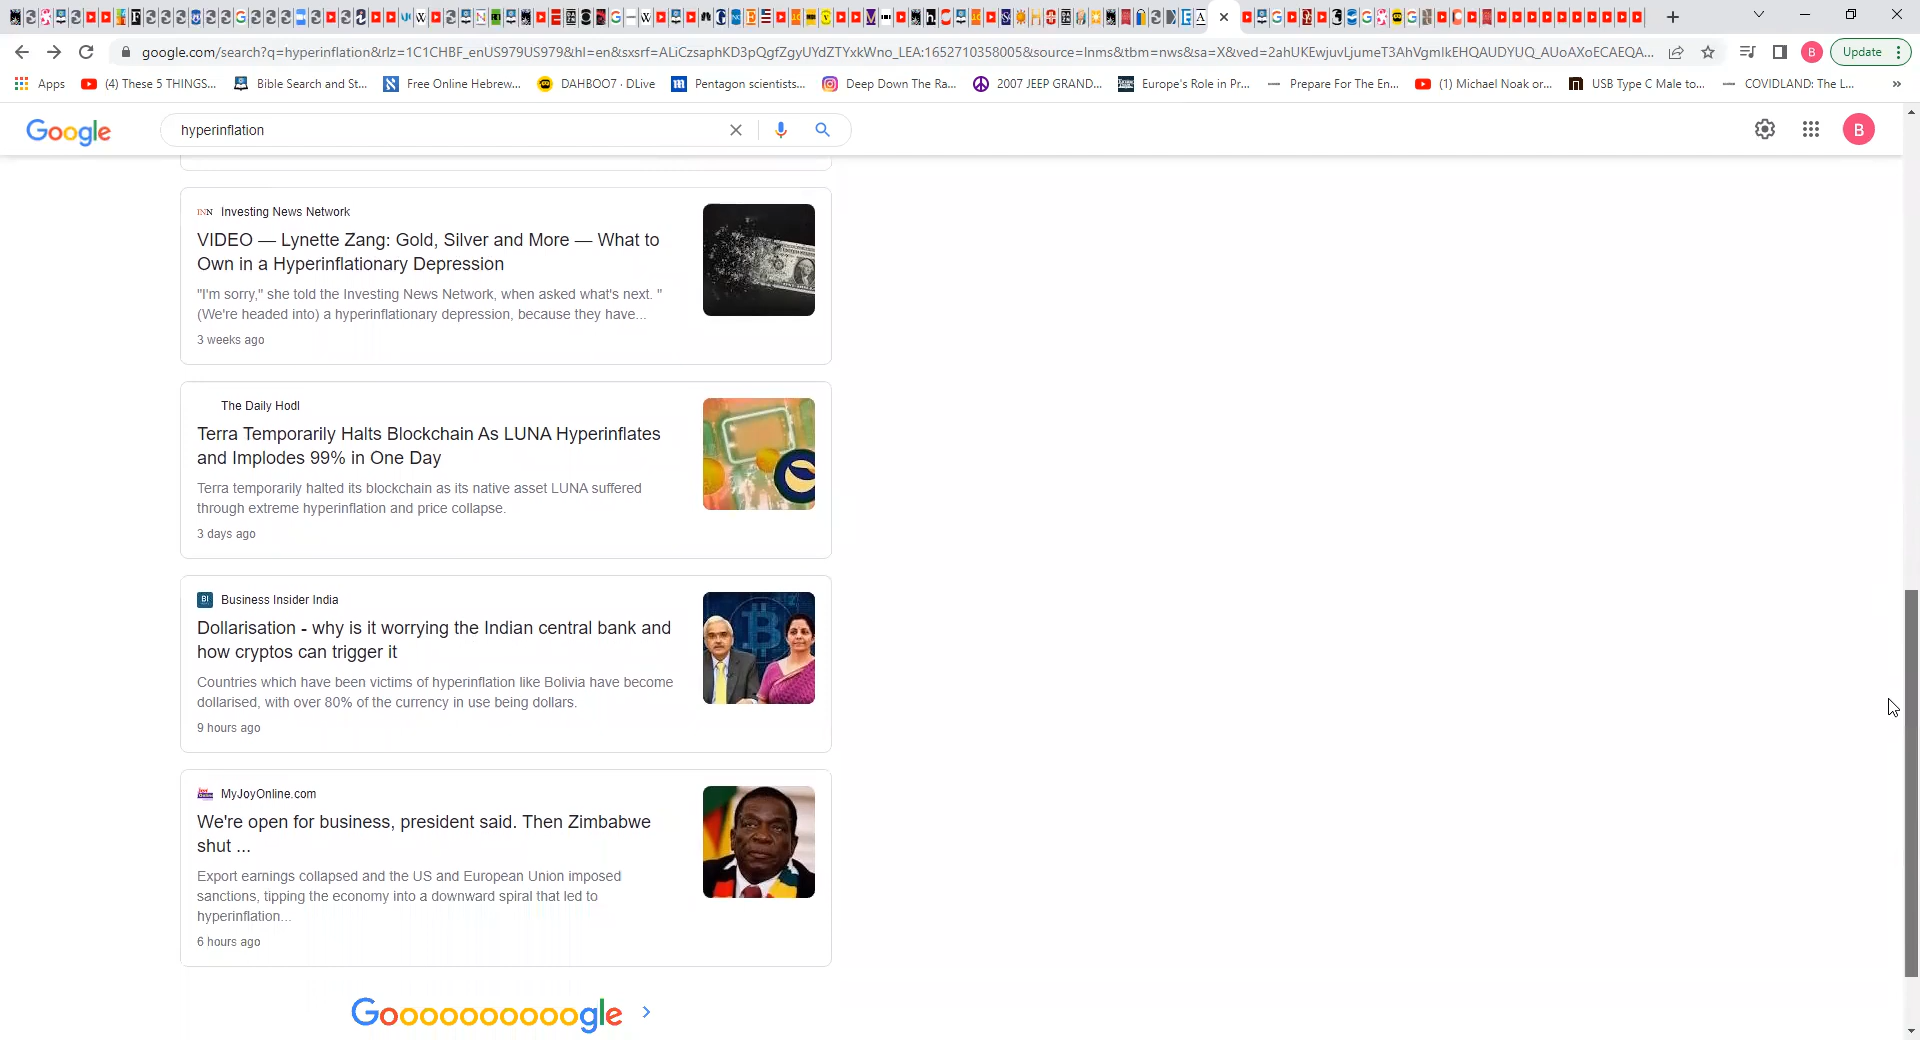 google.com/search?q=hyperinflation&rlz=1C1CHBF_enUS979US979&hl=en&sxsrf=ALiCzsaphKD3pQgfZgyUYdZTYxkWno_LEA:1652710358005&source=lnms&tbm=nws&sa=X&ved=2ahUKEwjuvLjumeT3AhVgmIkEHQAUDYUQ_AUoAXoECAEQA...
B
Update
Apps
(4) These 5 THINGS...
Bible Search and St...
Free Online Hebrew...
DAHBOO7 · DLive
Pentagon scientists...
Deep Down The Ra...
2007 JEEP GRAND...
Europe's Role in Pr...
Prepare For The En...
(1) Michael Noak or...
USB Type C Male to...
COVIDLAND: The L...
»
Google
hyperinflation
B
INN Investing News Network
VIDEO — Lynette Zang: Gold, Silver and More — What to
Own in a Hyperinflationary Depression
"I'm sorry," she told the Investing News Network, when asked what's next. "
(We're headed into) a hyperinflationary depression, because they have...
3 weeks ago
The Daily Hodl
Terra Temporarily Halts Blockchain As LUNA Hyperinflates
and Implodes 99% in One Day
Terra temporarily halted its blockchain as its native asset LUNA suffered
through extreme hyperinflation and price collapse.
3 days ago
BI Business Insider India
Dollarisation - why is it worrying the Indian central bank and
how cryptos can trigger it
Countries which have been victims of hyperinflation like Bolivia have become
dollarised, with over 80% of the currency in use being dollars.
9 hours ago
MyJoyOnline.com
We're open for business, president said. Then Zimbabwe
shut ...
Export earnings collapsed and the US and European Union imposed
sanctions, tipping the economy into a downward spiral that led to
hyperinflation...
6 hours ago
Goooooooooogle